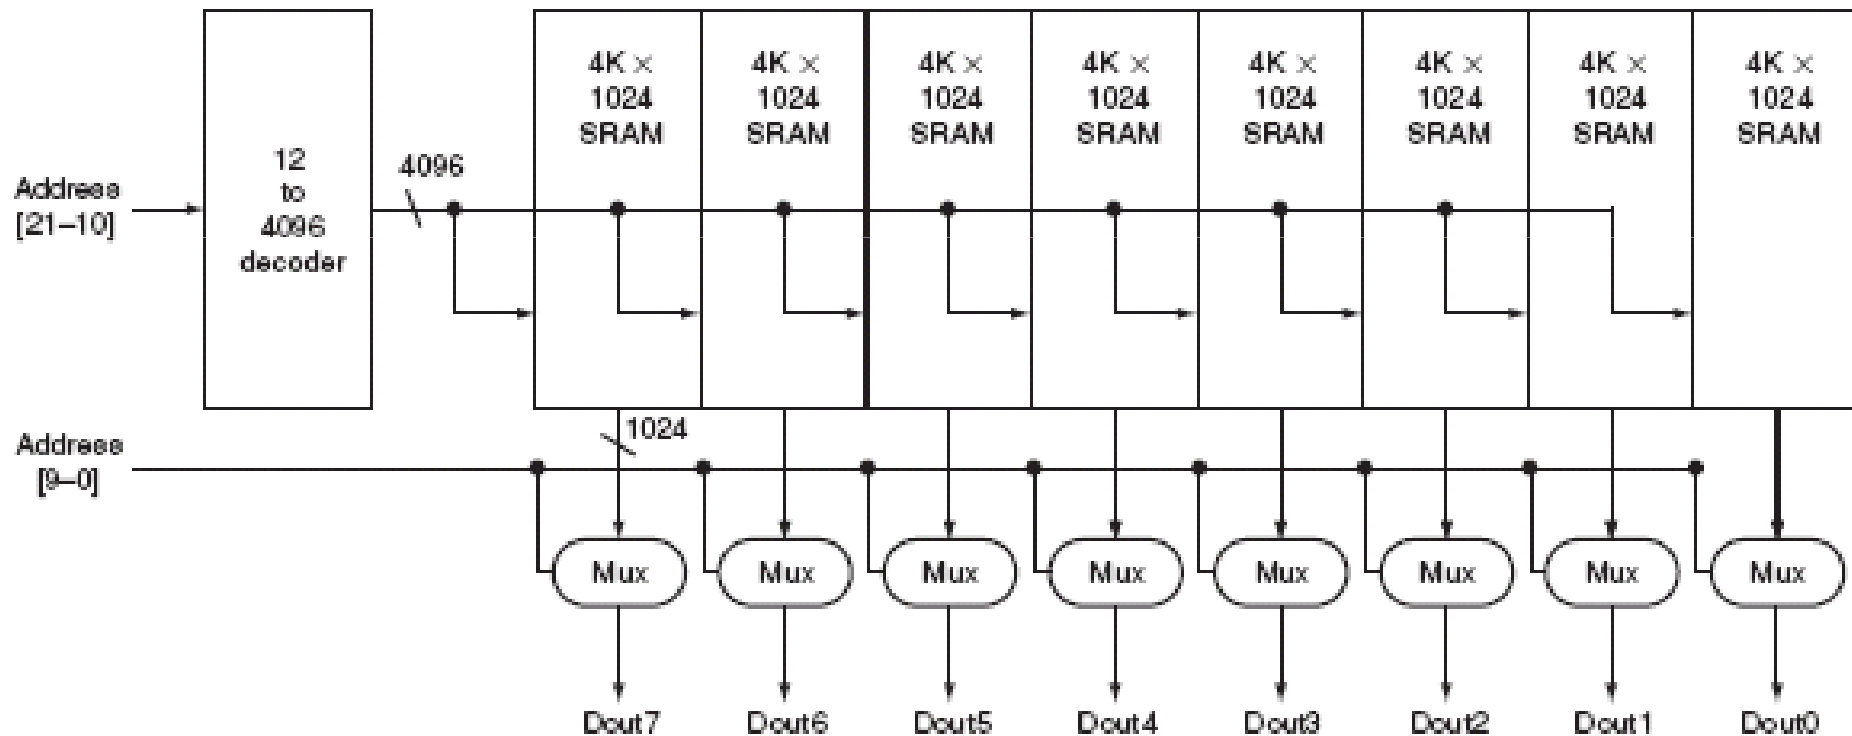 4K × 4K × 4K × 4K × 4K × 4K × 4K × 4K ×
1024 1024 1024 1024 1024 1024 1024 1024
SRAM SRAM SRAM SRAM SRAM SRAM SRAM SRAM
Address
[21–10]
12
to
4096
decoder
4096
Address
[9–0]
1024
Mux Mux Mux Mux Mux Mux Mux Mux
Dout7 Dout6 Dout5 Dout4 Dout3 Dout2 Dout1 Dout0